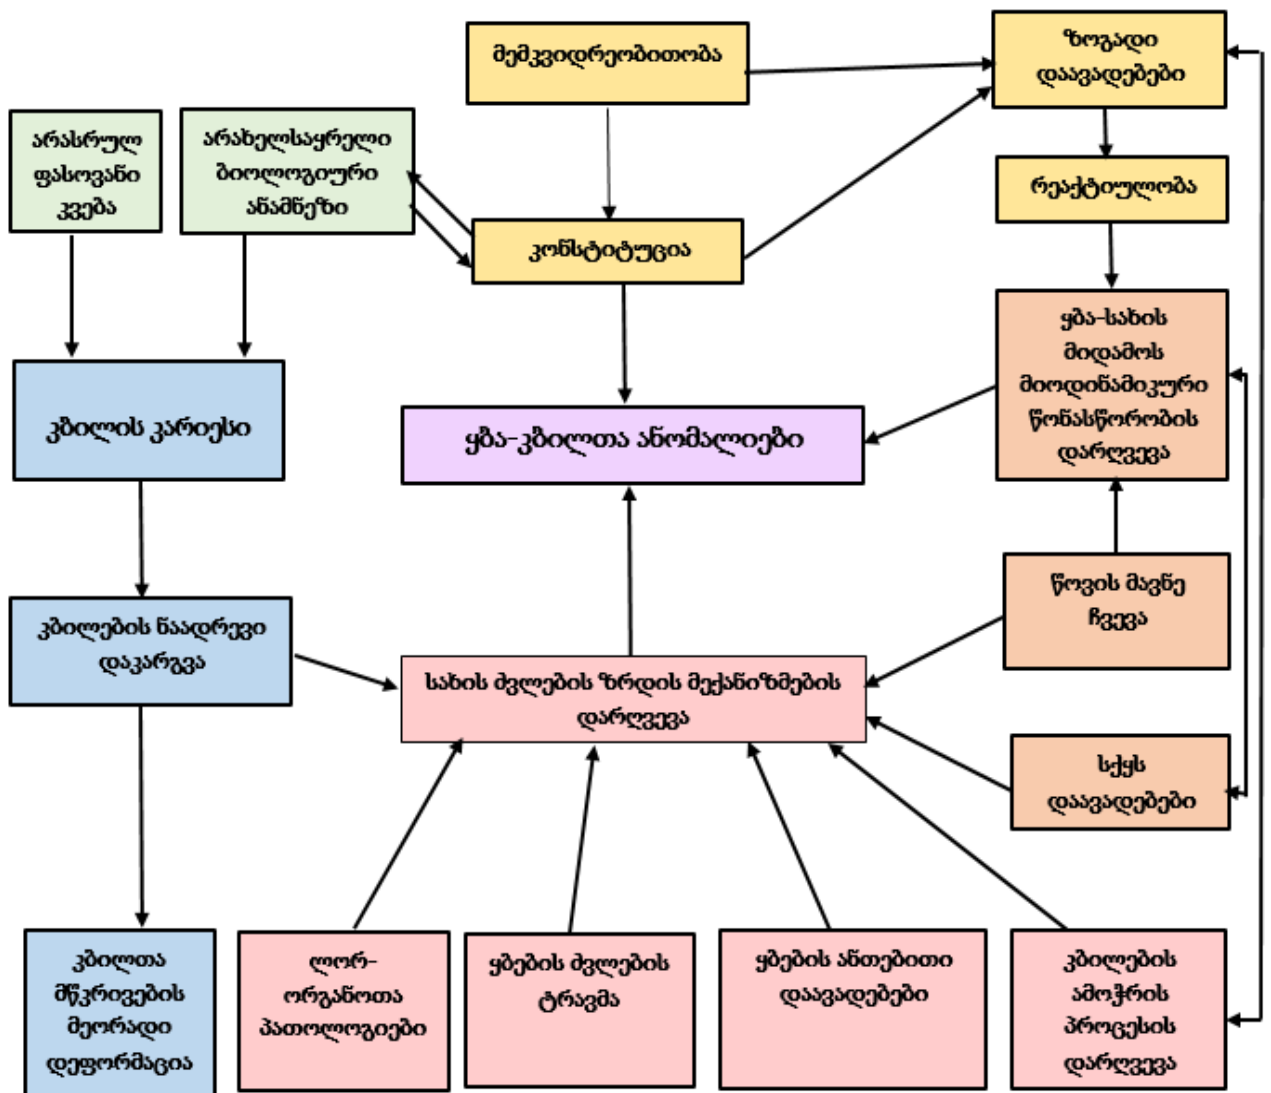 მემკვიდრეობითობა
ზოგადი
დაავადებები
არასრულ
ფასოვანი
კვება
არახელსაყრელი
ბიოლოგიური
ანამნეზი
რეაქტიულობა
კონსტიტუცია
ყბა-სახის
მიდამოს
მიოდინამიკური
წონასწორობის
დარღვევა
კბილის კარიესი
ყბა-კბილთა ანომალიები
წოვის მავნე
ჩვევა
კბილების ნაადრევი
დაკარგვა
სახის ძვლების ზრდის მექანიზმების
დარღვევა
სქყს
დაავადებები
კბილთა
მწკრივების
მეორადი
დეფორმაცია
ლორ-
ორგანოთა
პათოლოგიები
ყბების ძვლების
ტრავმა
ყბების ანთებითი
დაავადებები
კბილების
ამოჭრის
პროცესის
დარღვევა